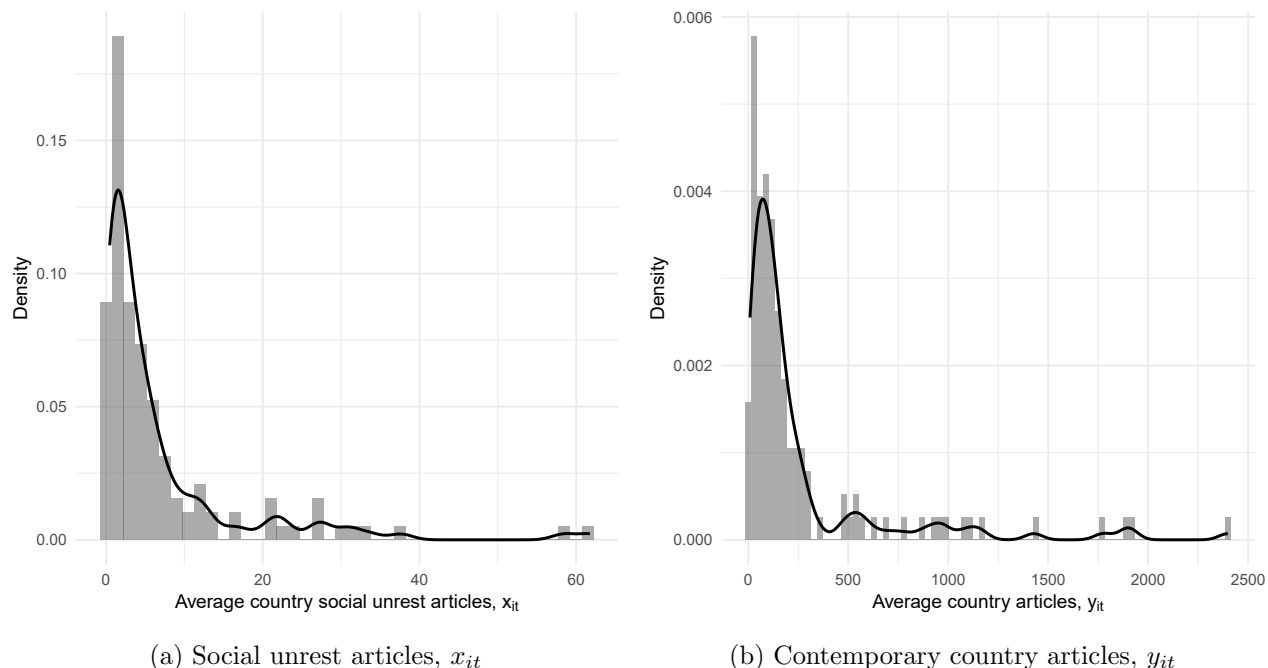 0.15
0.10
0.05
0.00
Density
0 20 40 60
Average country social unrest articles, x_it
(a) Social unrest articles, x_it
0.006
0.004
0.002
0.000
Density
0 500 1000 1500 2000 2500
Average country articles, y_it
(b) Contemporary country articles, y_it